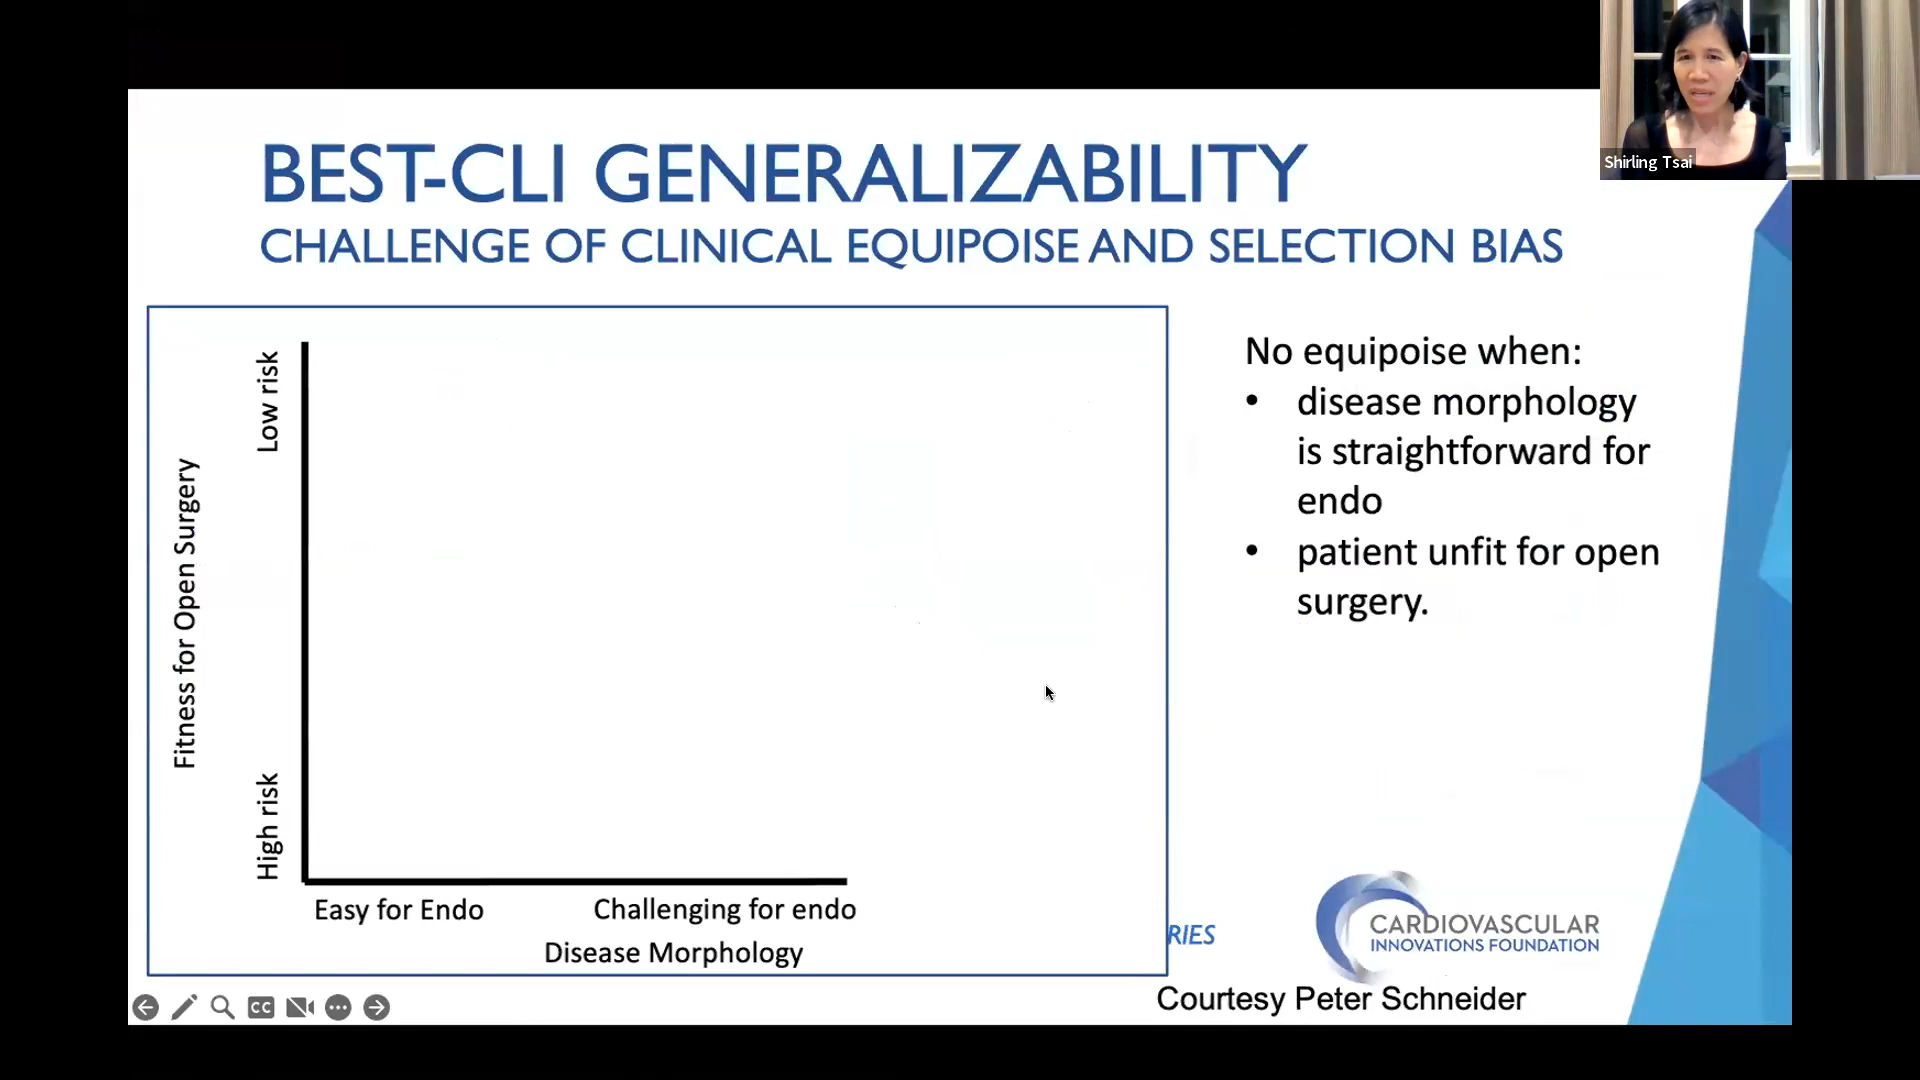 Shirling Tsai
BEST-CLI GENERALIZABILITY
CHALLENGE OF CLINICAL EQUIPOISE AND SELECTION BIAS
Fitness for Open Surgery
Low risk
High risk
Easy for Endo
Challenging for endo
Disease Morphology
No equipoise when:
• disease morphology
is straightforward for
endo
• patient unfit for open
surgery.
RIES
CARDIOVASCULAR
INNOVATIONS FOUNDATION
Courtesy Peter Schneider
CC